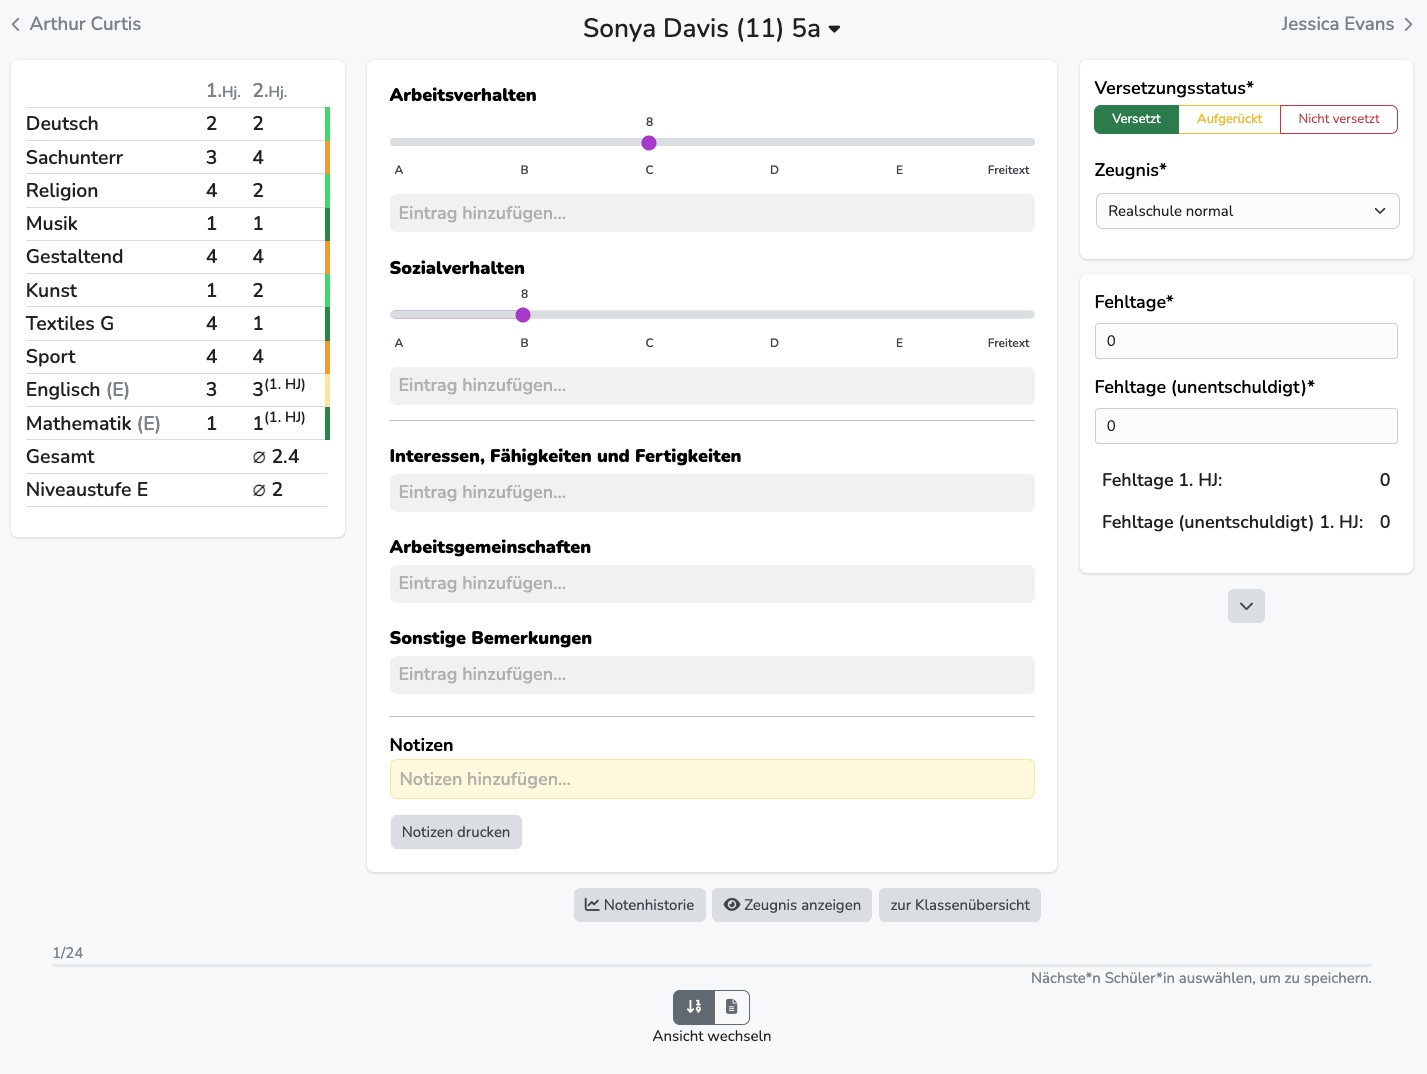 Arthur Curtis
Sonya Davis (11) 5a
Jessica Evans
1.Hj. 2.Hj.
Deutsch 2 2
Sachunterr 3 4
Religion 4 2
Musik 1 1
Gestaltend 4 4
Kunst 1 2
Textiles G 4 1
Sport 4 4
Englisch (E) 3 3(1. HJ)
Mathematik (E) 1 1(1. HJ)
Gesamt ∅ 2.4
Niveaustufe E ∅ 2
Arbeitsverhalten
8
A B C D E Freitext
Eintrag hinzufügen...
Sozialverhalten
8
A B C D E Freitext
Eintrag hinzufügen...
Interessen, Fähigkeiten und Fertigkeiten
Eintrag hinzufügen...
Arbeitsgemeinschaften
Eintrag hinzufügen...
Sonstige Bemerkungen
Eintrag hinzufügen...
Notizen
Notizen hinzufügen...
Notizen drucken
Versetzungsstatus*
Versetzt Aufgerückt Nicht versetzt
Zeugnis*
Realschule normal
Fehltage*
0
Fehltage (unentschuldigt)*
0
Fehltage 1. HJ: 0
Fehltage (unentschuldigt) 1. HJ: 0
Notenhistorie Zeugnis anzeigen zur Klassenübersicht
1/24
Nächste*n Schüler*in auswählen, um zu speichern.
Ansicht wechseln